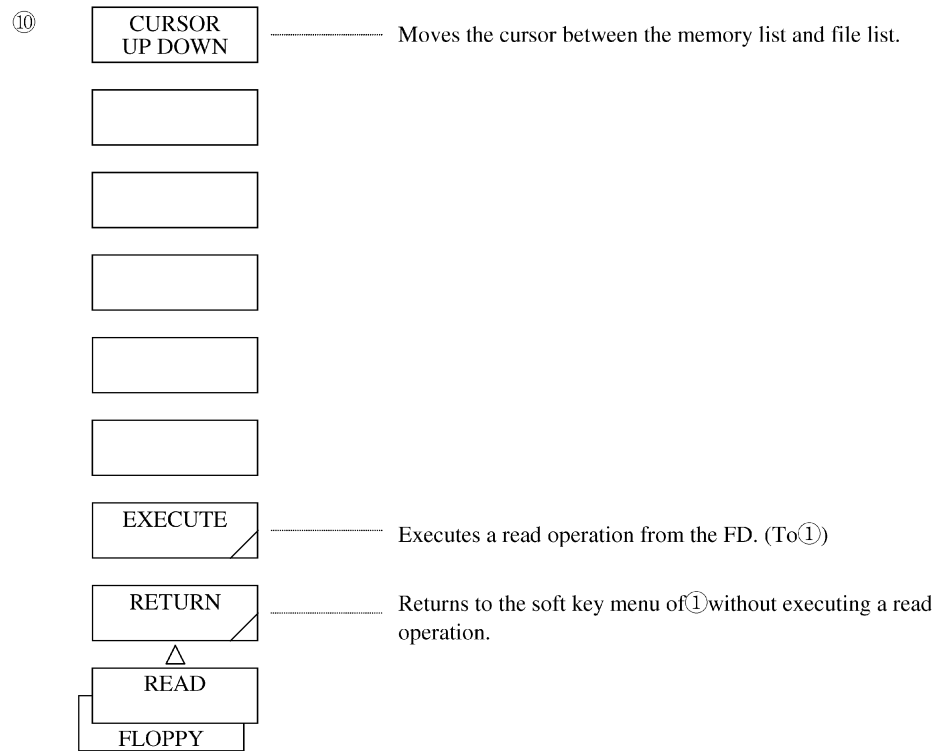 ⑩
CURSOR
UP DOWN
Moves the cursor between the memory list and file list.
EXECUTE
Executes a read operation from the FD. (To①)
RETURN
Returns to the soft key menu of①without executing a read
operation.
READ
FLOPPY